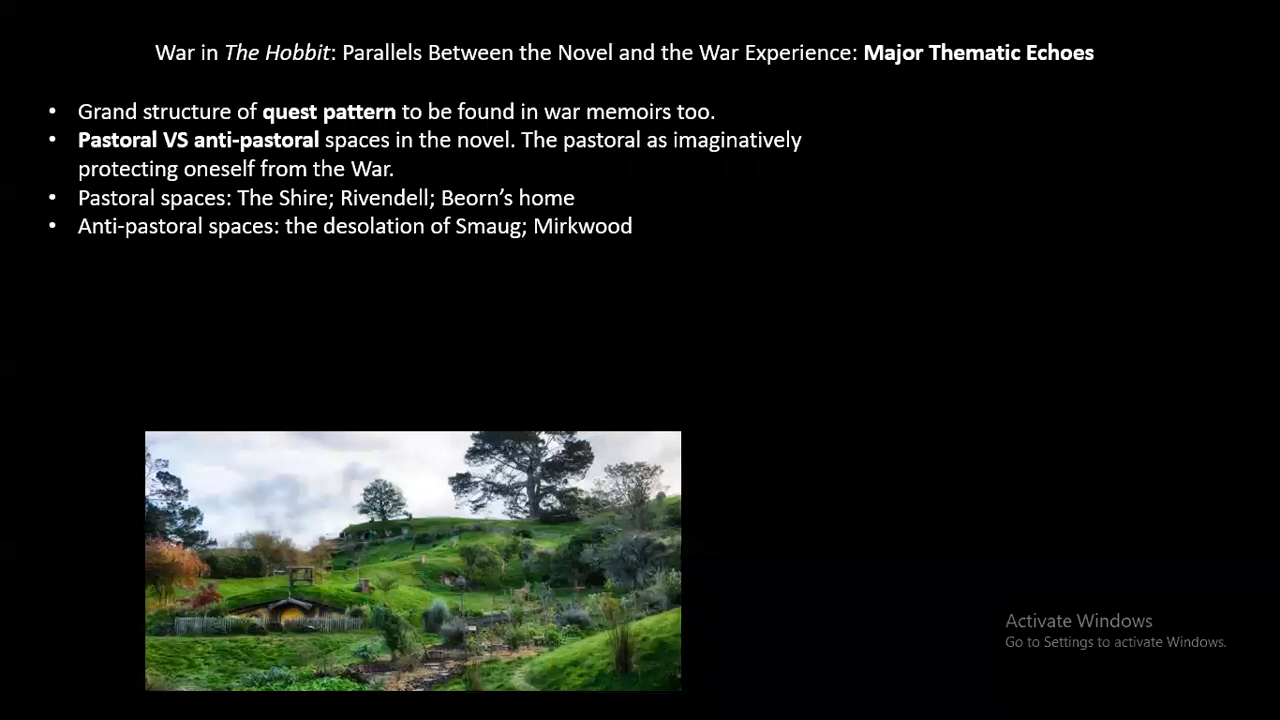 War in The Hobbit: Parallels Between the Novel and the War Experience: Major Thematic Echoes
• Grand structure of quest pattern to be found in war memoirs too.
• Pastoral VS anti-pastoral spaces in the novel. The pastoral as imaginatively
protecting oneself from the War.
• Pastoral spaces: The Shire; Rivendell; Beorn’s home
• Anti-pastoral spaces: the desolation of Smaug; Mirkwood
Activate Windows
Go to Settings to activate Windows.